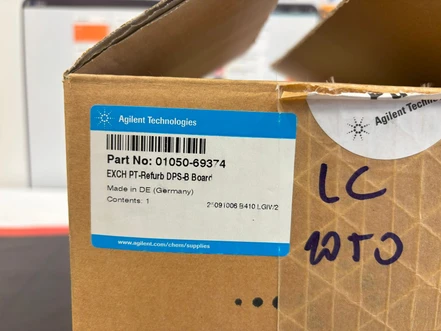 Agilent Technologies
Part No: 01050-69374
EXCH PT-Refurb DPS-B Board
Made in DE (Germany)
Contents: 1
www.agilent.com/chem/supplies
Agilent Technologies
LC